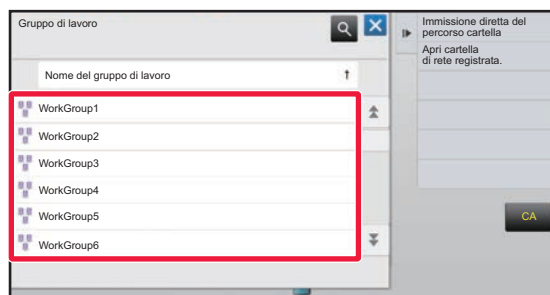 Gruppo di lavoro
Nome del gruppo di lavoro
WorkGroup1
WorkGroup2
WorkGroup3
WorkGroup4
WorkGroup5
WorkGroup6
Immissione diretta del
percorso cartella
Apri cartella
di rete registrata.
CA